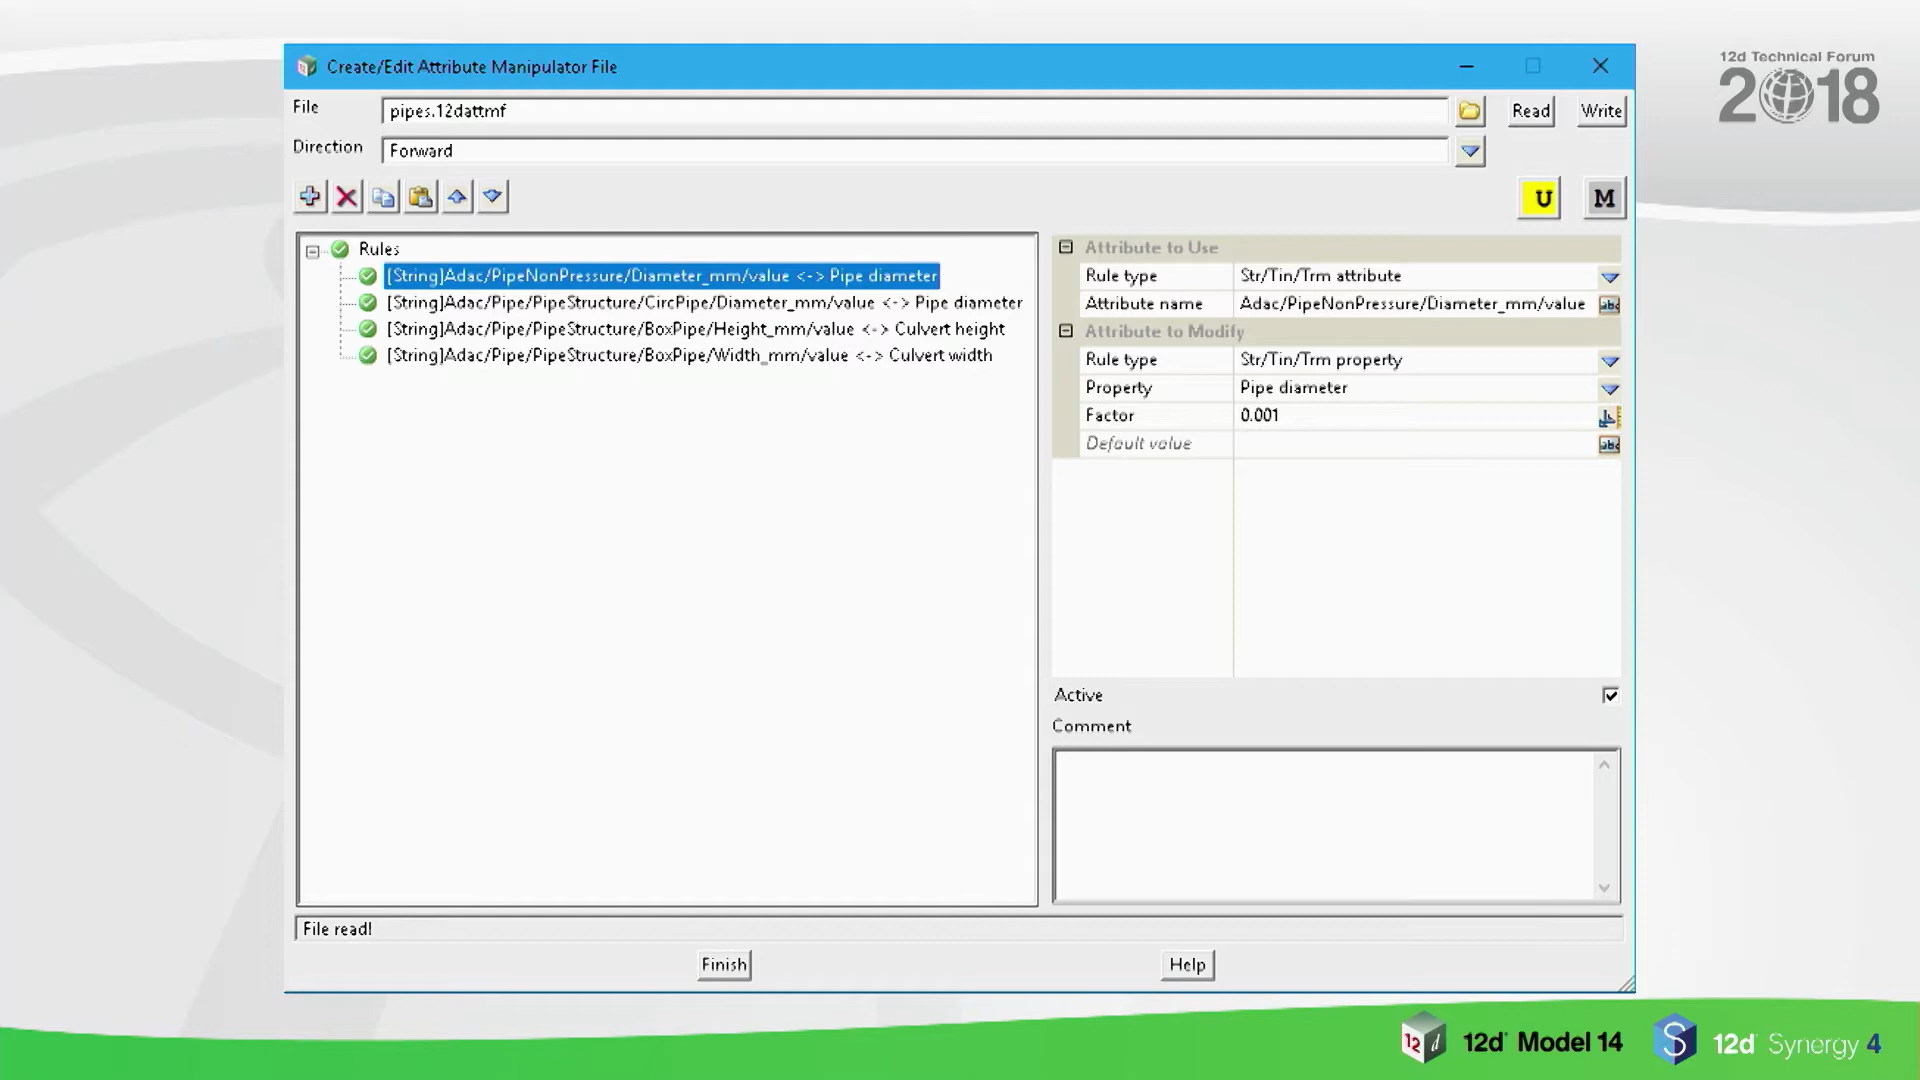 Create/Edit Attribute Manipulator File
12d Technical Forum
2018
File
pipes.12dattmf
Read
Write
Direction
Forward
U
M
Rules
[String]Adac/PipeNonPressure/Diameter_mm/value <-> Pipe diameter
[String]Adac/Pipe/PipeStructure/CircPipe/Diameter_mm/value <-> Pipe diameter
[String]Adac/Pipe/PipeStructure/BoxPipe/Height_mm/value <-> Culvert height
[String]Adac/Pipe/PipeStructure/BoxPipe/Width_mm/value <-> Culvert width
Attribute to Use
Rule type Str/Tin/Trm attribute
Attribute name Adac/PipeNonPressure/Diameter_mm/value abc
Attribute to Modify
Rule type Str/Tin/Trm property
Property Pipe diameter
Factor 0.001
Default value abc
Active
Comment
File read!
Finish
Help
12d Model 14
S 12d Synergy 4